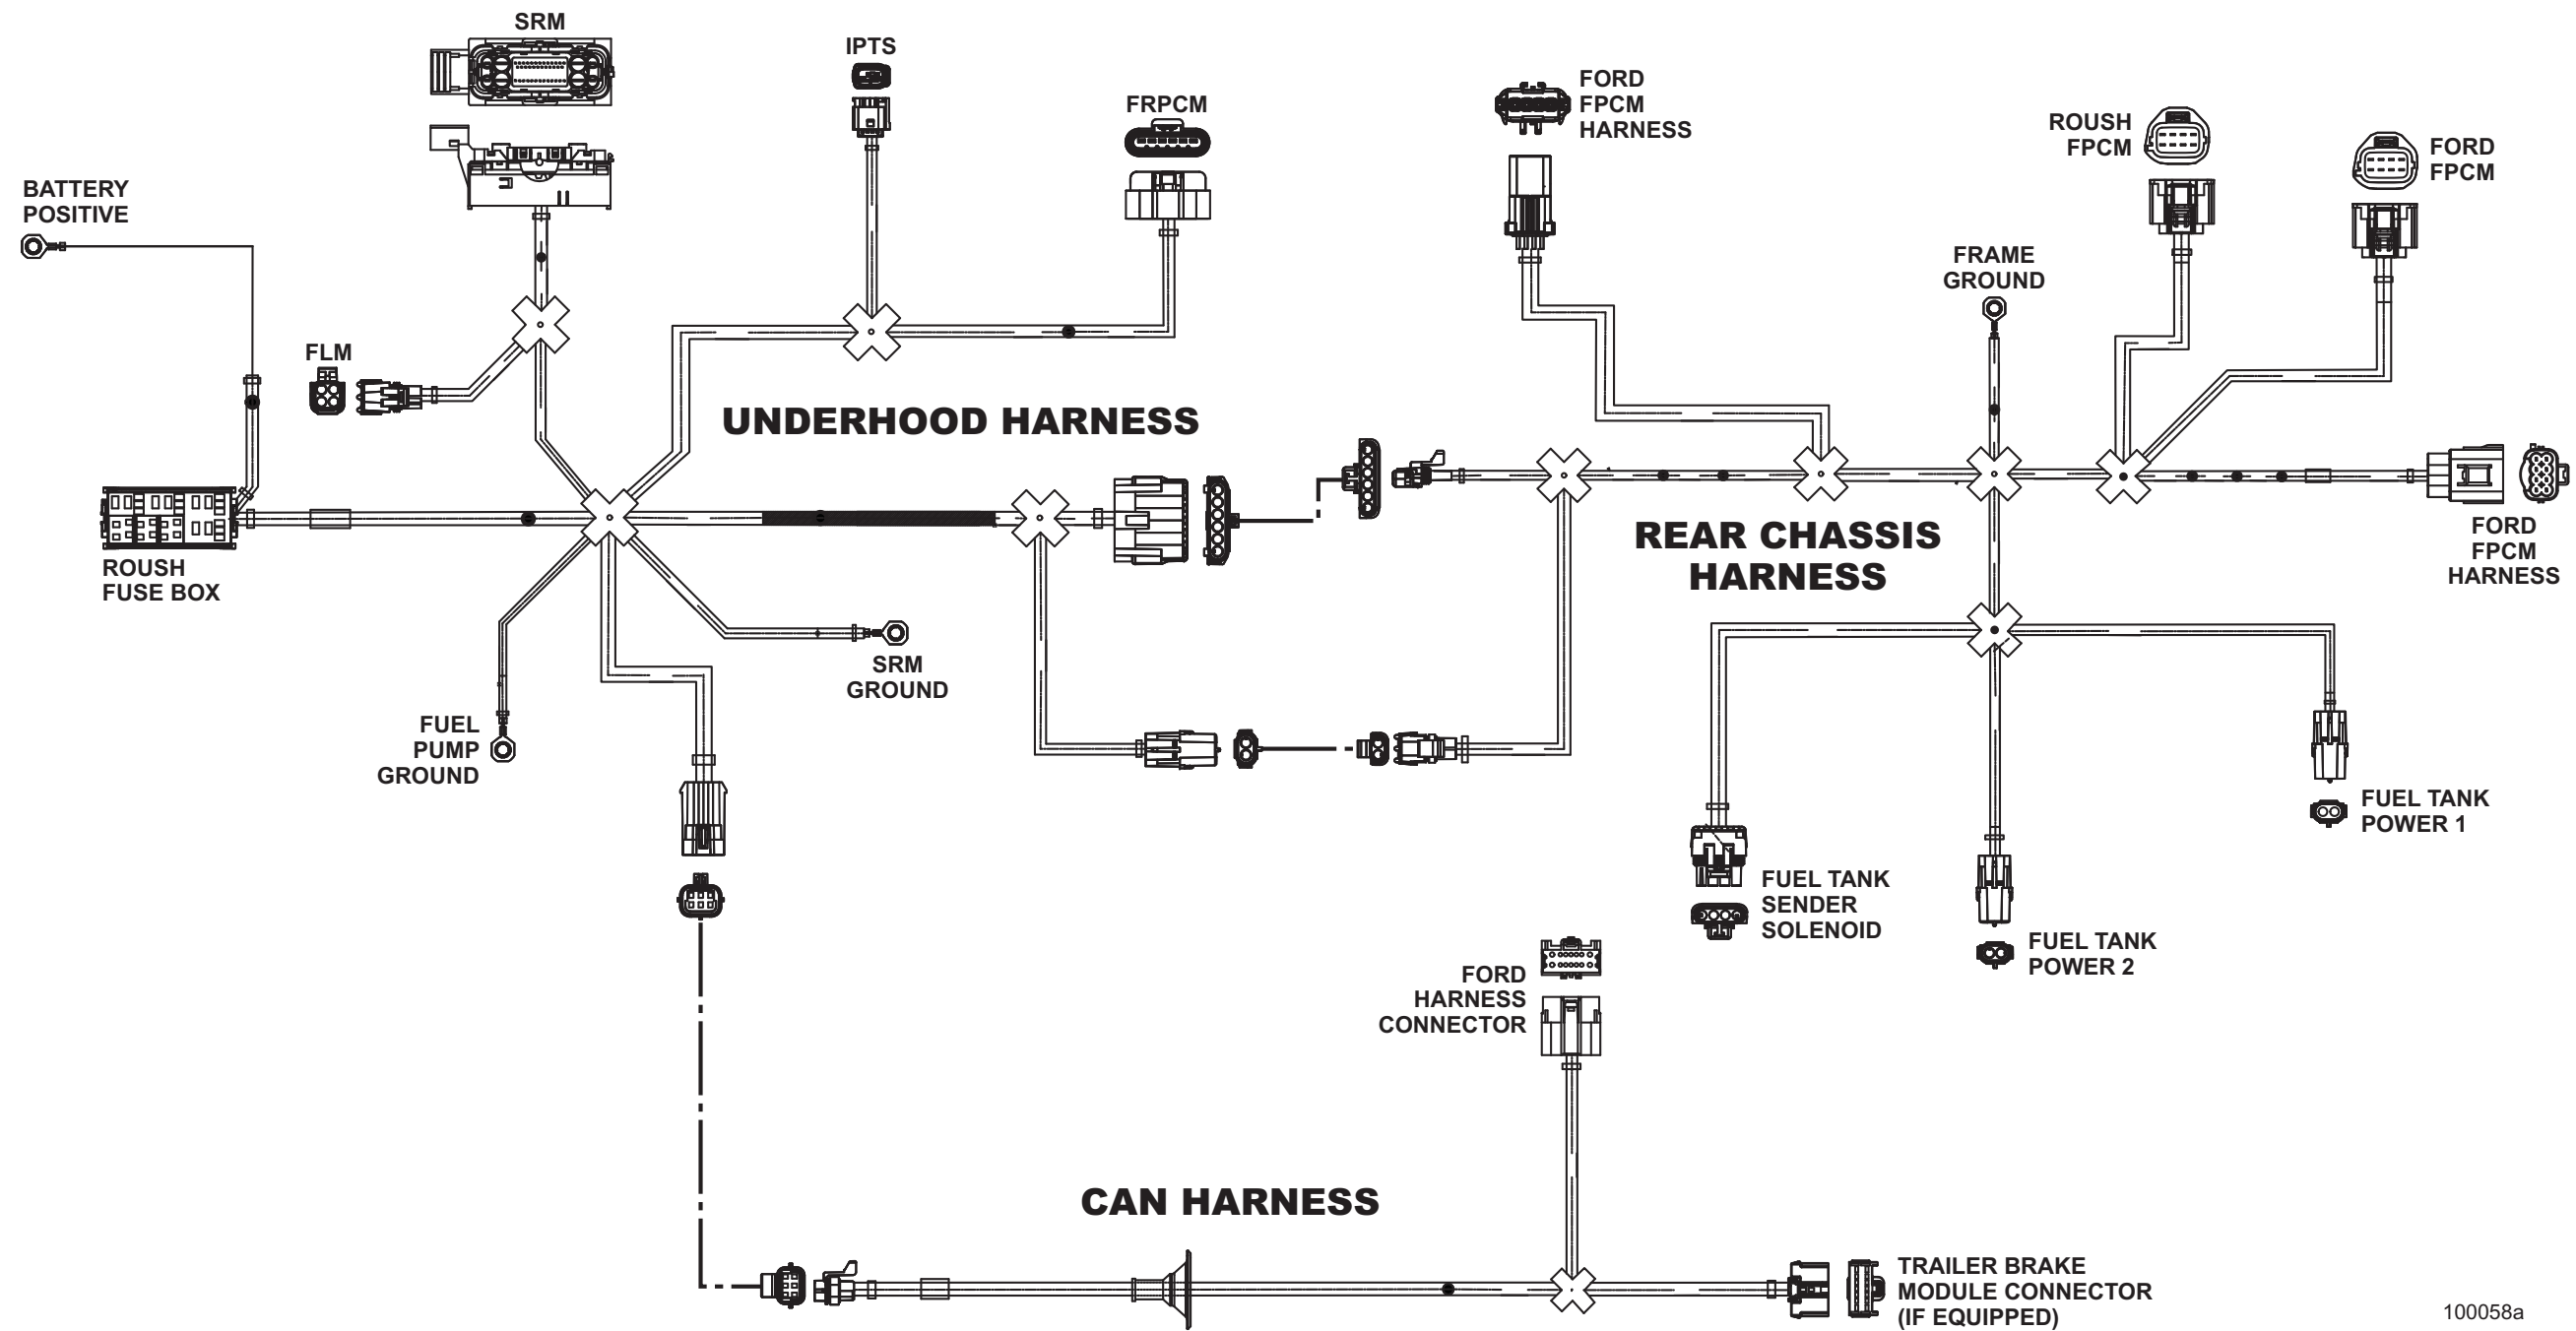 SRM
IPTS
FRPCM
FORD
FPCM
HARNESS
ROUSH
FPCM
FORD
FPCM
BATTERY
POSITIVE
FRAME
GROUND
FLM
UNDERHOOD HARNESS
REAR CHASSIS
HARNESS
FORD
FPCM
HARNESS
ROUSH
FUSE BOX
SRM
GROUND
FUEL
PUMP
GROUND
FUEL TANK
POWER 1
FUEL TANK
SENDER
SOLENOID
FUEL TANK
POWER 2
FORD
HARNESS
CONNECTOR
CAN HARNESS
TRAILER BRAKE
MODULE CONNECTOR
(IF EQUIPPED)
100058a